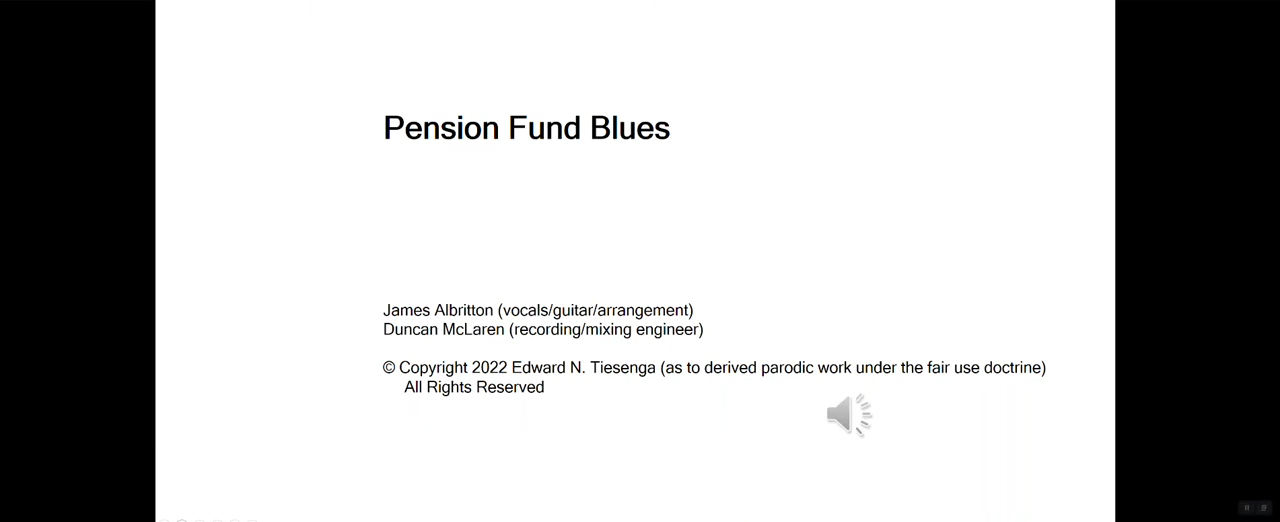 Pension Fund Blues
James Albritton (vocals/guitar/arrangement)
Duncan McLaren (recording/mixing engineer)
© Copyright 2022 Edward N. Tiesenga (as to derived parodic work under the fair use doctrine)
All Rights Reserved